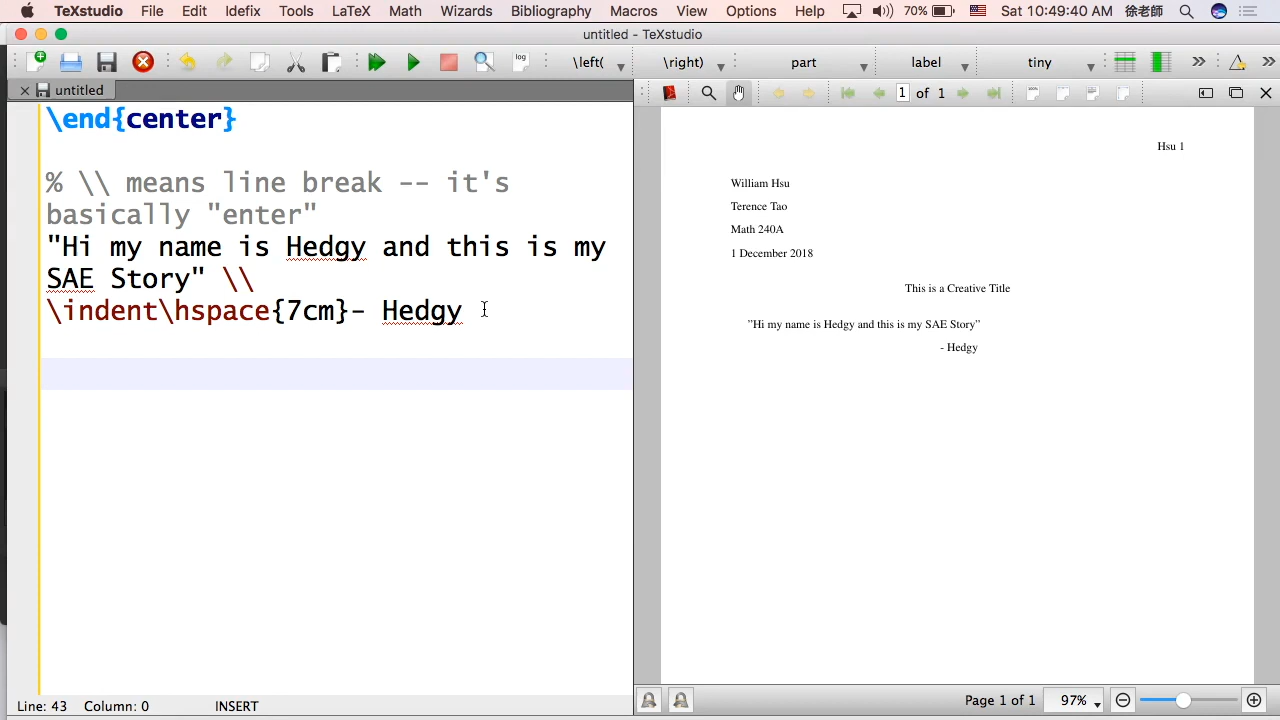 TeXstudio File Edit Idefix Tools LaTeX Math Wizards Bibliography Macros View Options Help 70% Sat 10:49:40 AM 徐老師
untitled - TeXstudio
log \left( \right) part label tiny
untitled
1 of 1
\end{center}
% \\ means line break -- it's
basically "enter"
"Hi my name is Hedgy and this is my
SAE Story" \\
\indent\hspace{7cm}- Hedgy
Hsu 1
William Hsu
Terence Tao
Math 240A
1 December 2018
This is a Creative Title
"Hi my name is Hedgy and this is my SAE Story"
- Hedgy
Line: 43 Column: 0 INSERT
Page 1 of 1 97%